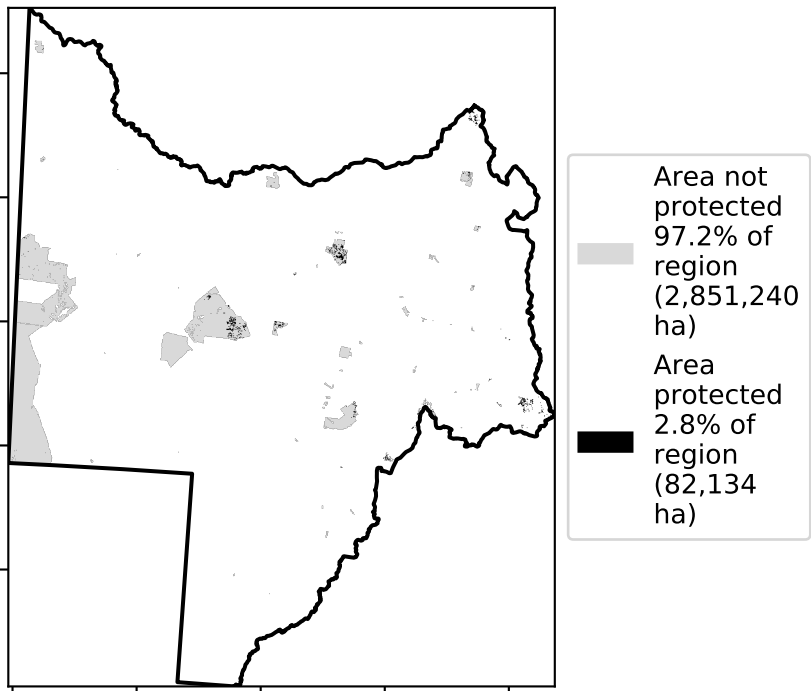 Area not
protected
97.2% of
region
(2,851,240
ha)
Area
protected
2.8% of
region
(82,134
ha)